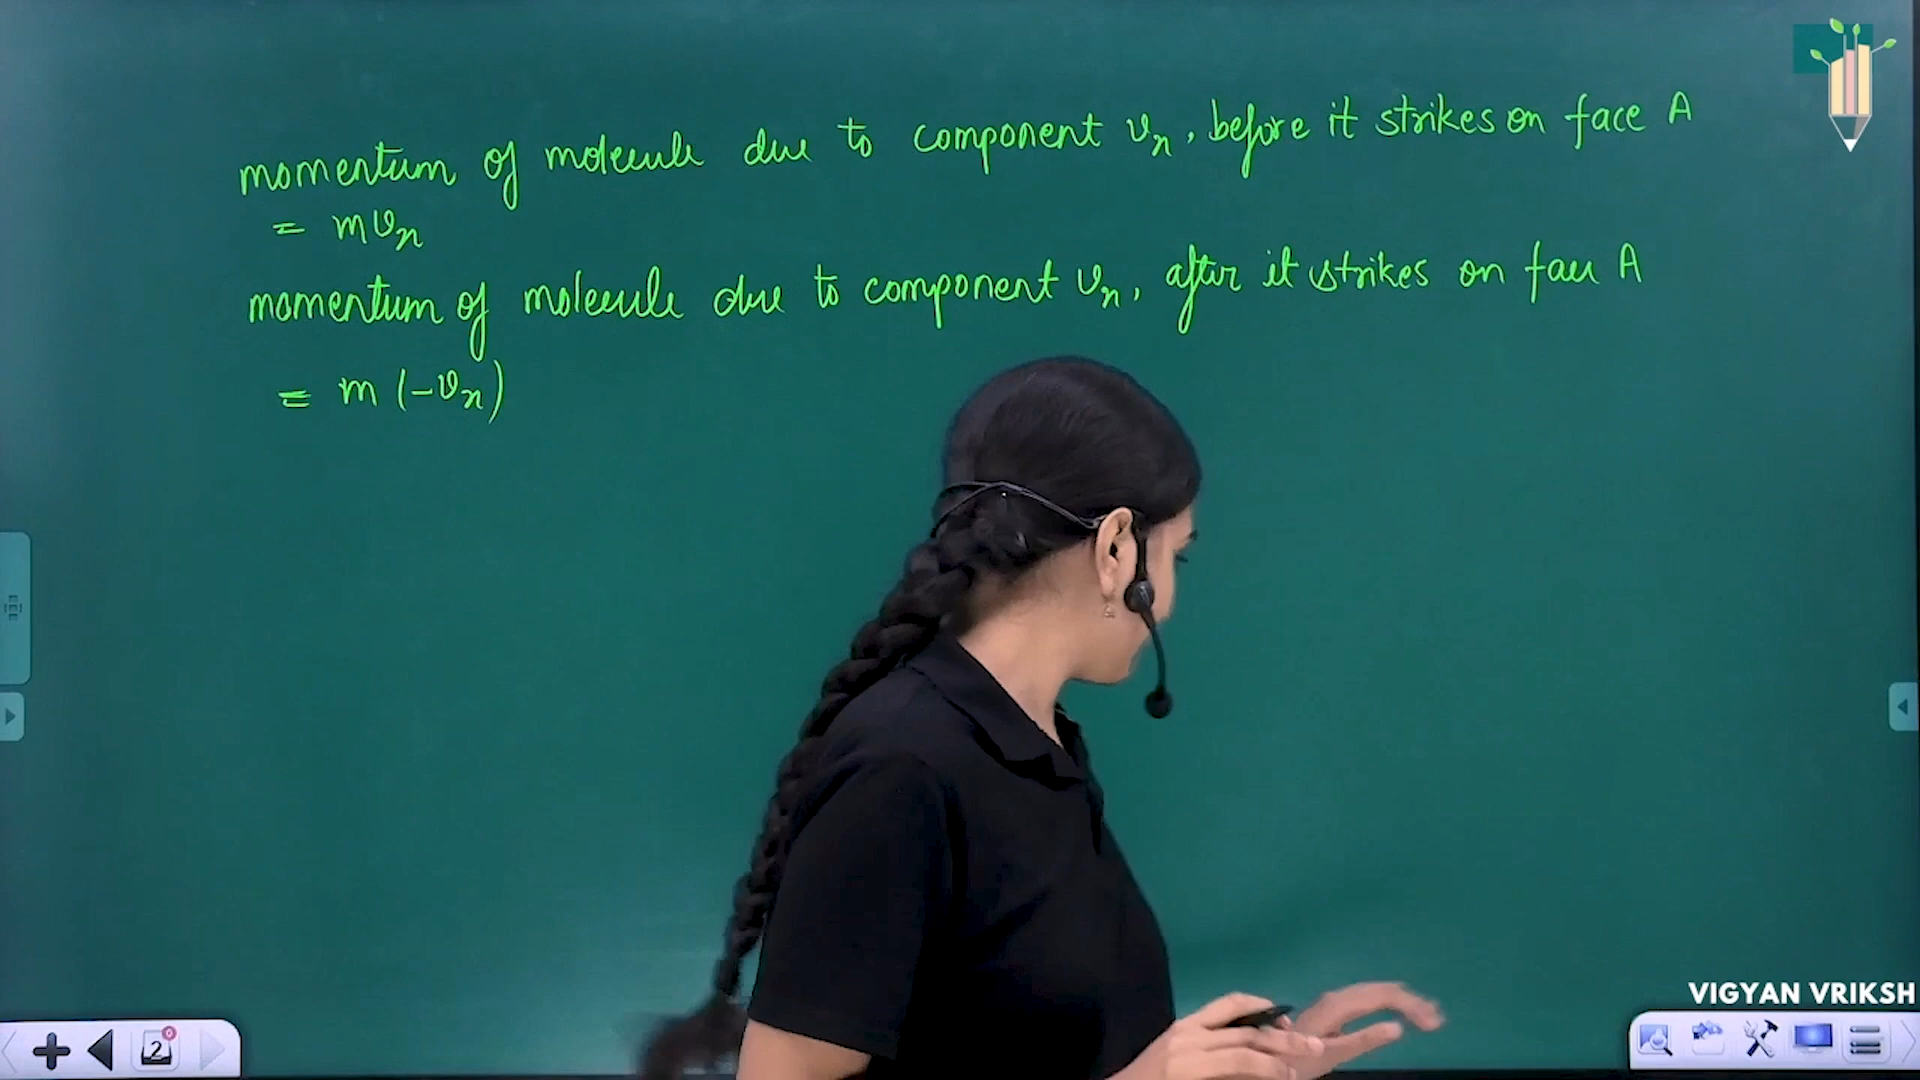 momentum of molecule due to component vx, before it strikes on face A
= mvx
momentum of molecule due to component vx, after it strikes on face A
= m (-vx)
VIGYAN VRIKSH
2